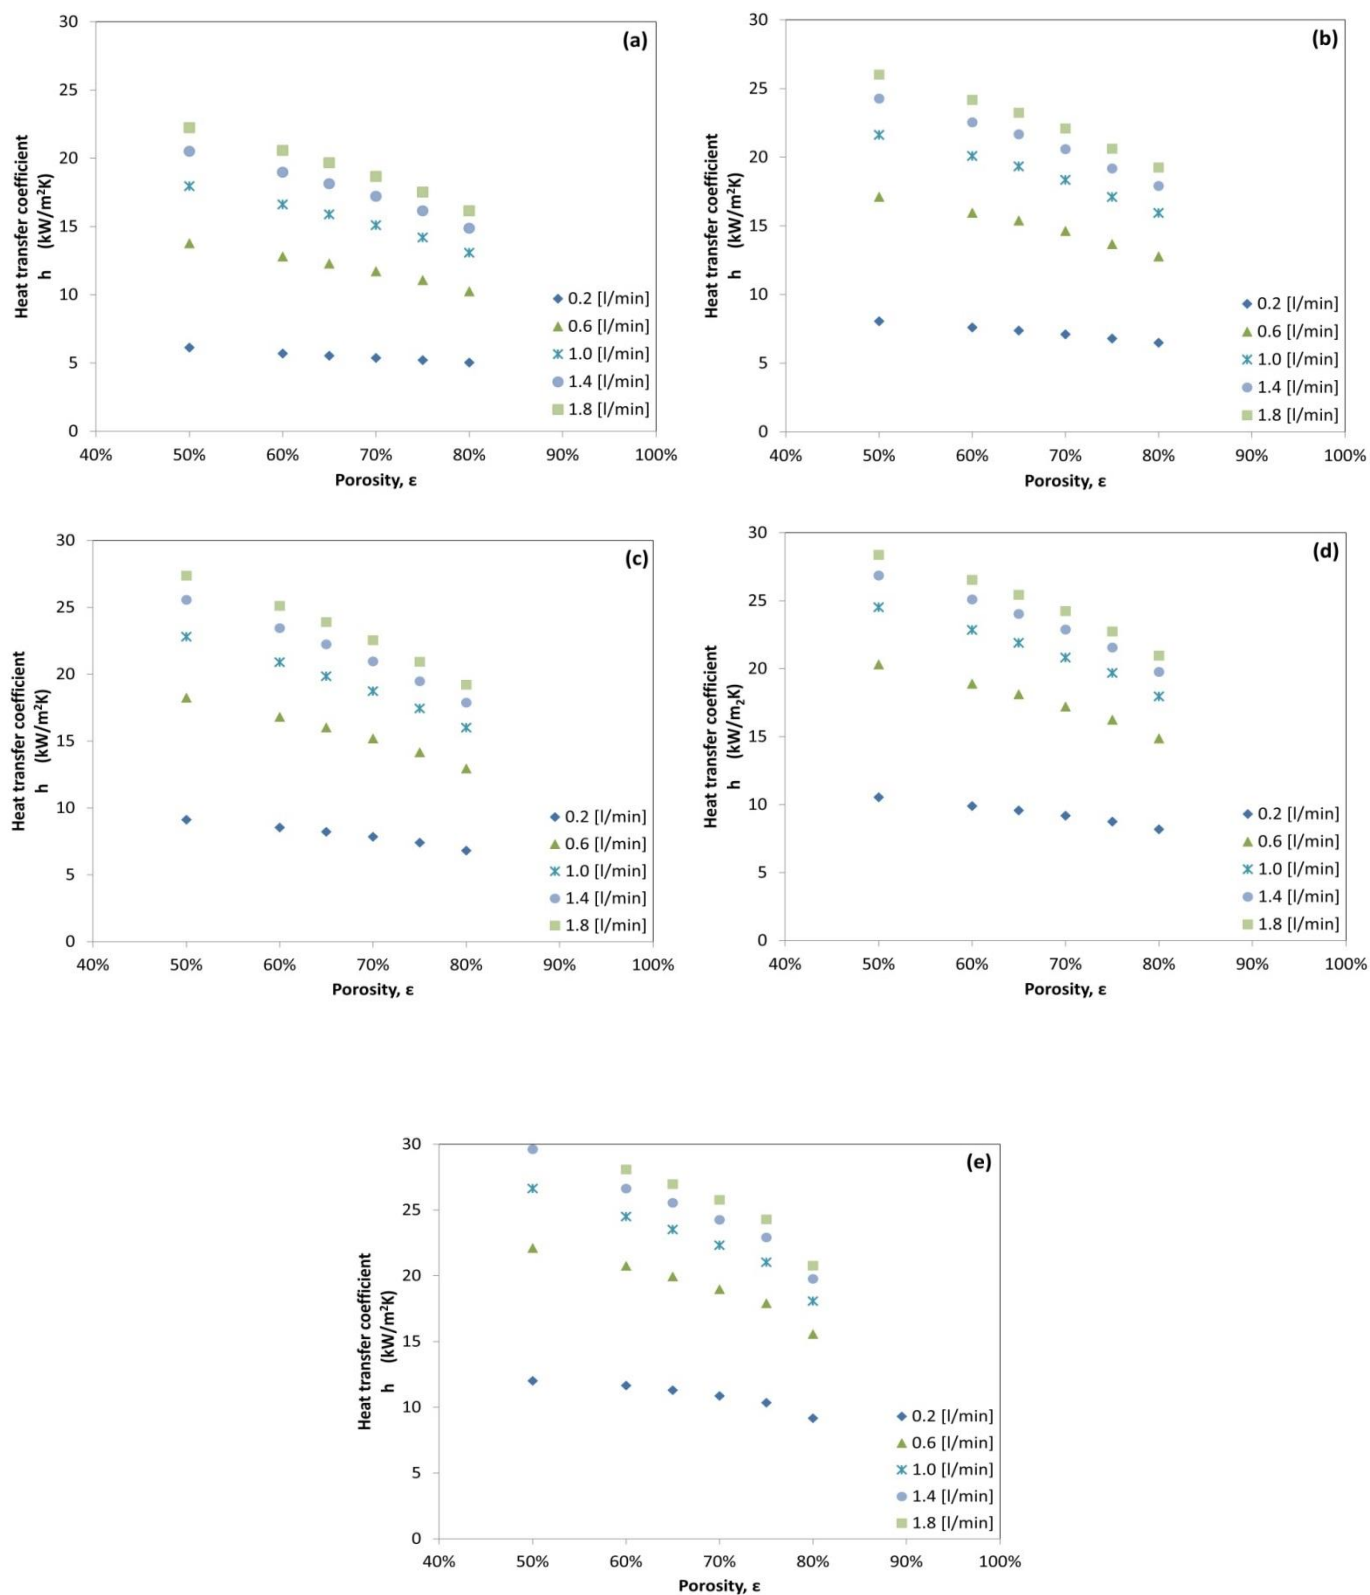 (a)
30
25
20
15
10
5
0
Heat transfer coefficient
h (kW/m²K)
0.2 [l/min]
0.6 [l/min]
1.0 [l/min]
1.4 [l/min]
1.8 [l/min]
40% 50% 60% 70% 80% 90% 100%
Porosity, ε
(b)
30
25
20
15
10
5
0
Heat transfer coefficient
h (kW/m²K)
0.2 [l/min]
0.6 [l/min]
1.0 [l/min]
1.4 [l/min]
1.8 [l/min]
40% 50% 60% 70% 80% 90% 100%
Porosity, ε
(c)
30
25
20
15
10
5
0
Heat transfer coefficient
h (kW/m²K)
0.2 [l/min]
0.6 [l/min]
1.0 [l/min]
1.4 [l/min]
1.8 [l/min]
40% 50% 60% 70% 80% 90% 100%
Porosity, ε
(d)
30
25
20
15
10
5
0
Heat transfer coefficient
h (kW/m₂K)
0.2 [l/min]
0.6 [l/min]
1.0 [l/min]
1.4 [l/min]
1.8 [l/min]
40% 50% 60% 70% 80% 90% 100%
Porosity, ε
(e)
30
25
20
15
10
5
0
Heat transfer coefficient
h (kW/m²K)
0.2 [l/min]
0.6 [l/min]
1.0 [l/min]
1.4 [l/min]
1.8 [l/min]
40% 50% 60% 70% 80% 90% 100%
Porosity, ε